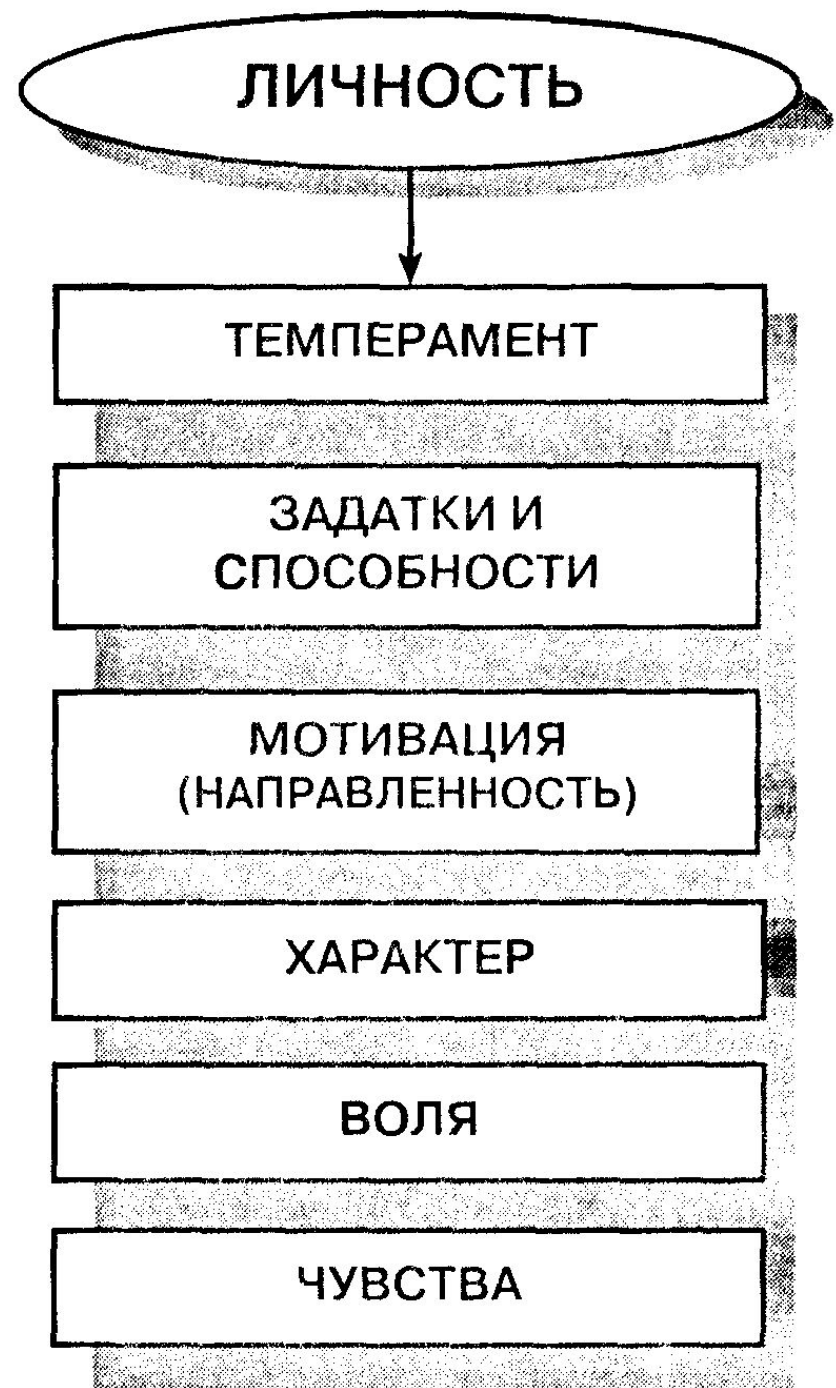 ЛИЧНОСТЬ
ТЕМПЕРАМЕНТ
ЗАДАТКИ И
СПОСОБНОСТИ
МОТИВАЦИЯ
(НАПРАВЛЕННОСТЬ)
ХАРАКТЕР
ВОЛЯ
ЧУВСТВА